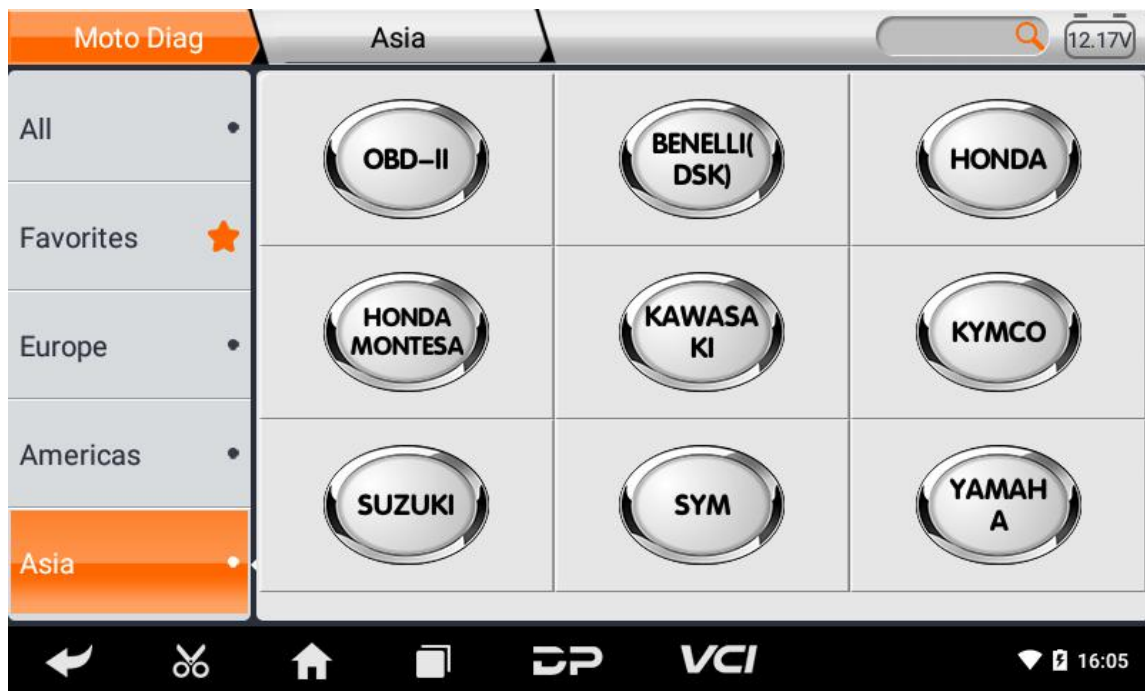 Moto Diag
Asia
12.17V
All
Favorites
Europe
Americas
Asia
OBD-II
BENELLI(
DSK)
HONDA
HONDA
MONTESA
KAWASA
KI
KYMCO
SUZUKI
SYM
YAMAH
A
DP
VCI
16:05